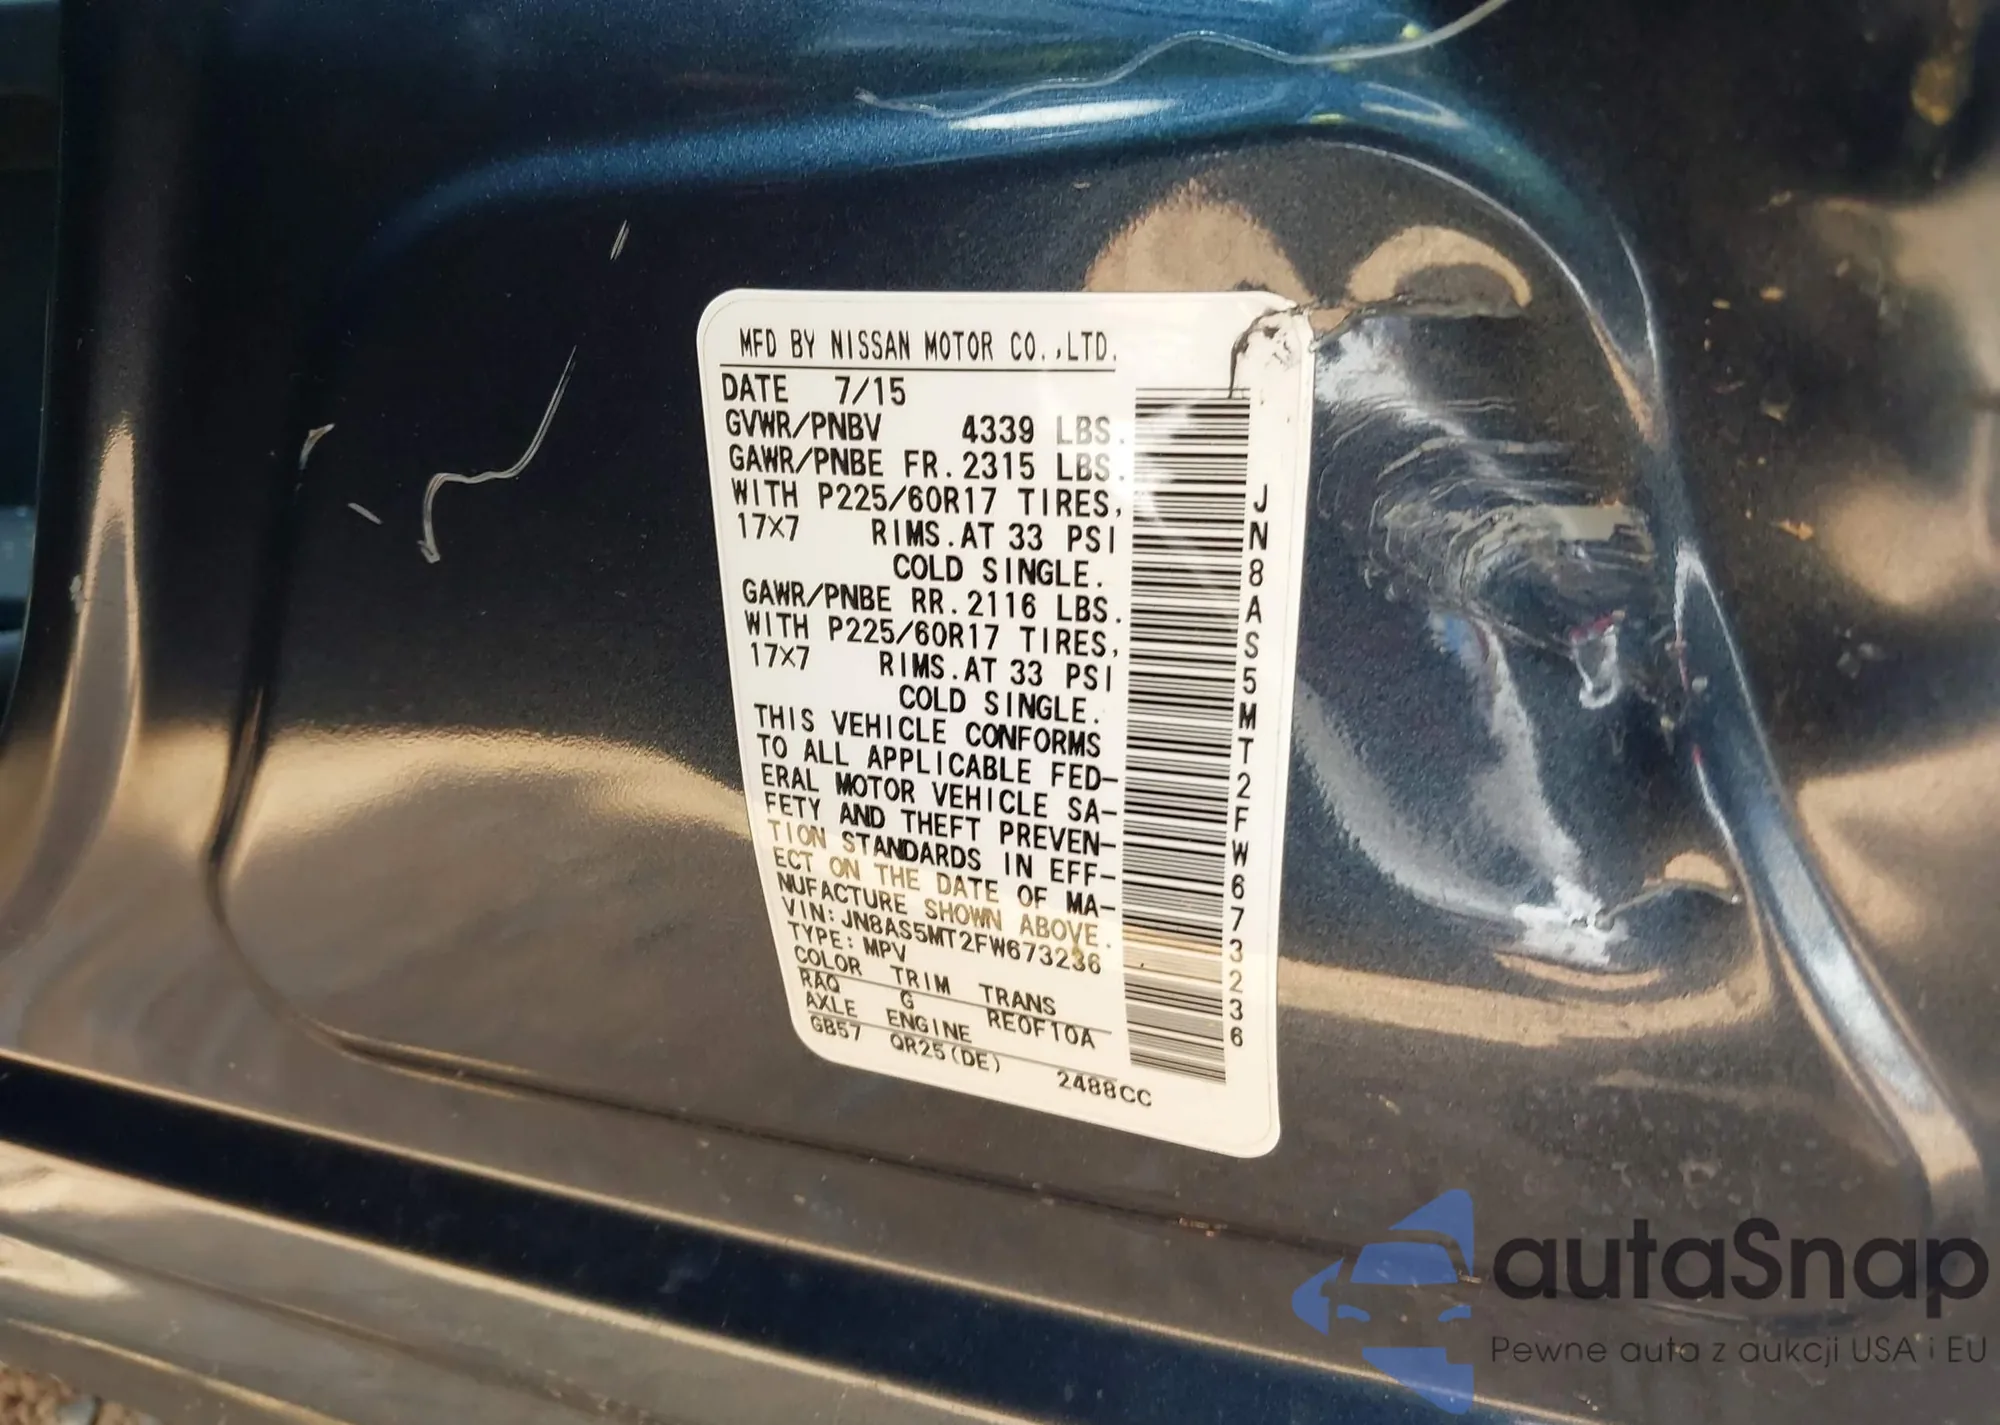 MFD BY NISSAN MOTOR CO.,LTD.
DATE 7/15
GVWR/PNBV 4339 LBS.
GAWR/PNBE FR.2315 LBS.
WITH P225/60R17 TIRES,
17×7 RIMS.AT 33 PSI
COLD SINGLE.
GAWR/PNBE RR.2116 LBS.
WITH P225/60R17 TIRES,
17×7 RIMS.AT 33 PSI
COLD SINGLE.
THIS VEHICLE CONFORMS
TO ALL APPLICABLE FED-
ERAL MOTOR VEHICLE SA-
FETY AND THEFT PREVEN-
TION STANDARDS IN EFF-
ECT ON THE DATE OF MA-
NUFACTURE SHOWN ABOVE.
VIN:JN8AS5MT2FW673236
TYPE:MPV
COLOR TRIM TRANS
RAQ G RE0F10A
AXLE ENGINE
GB57 QR25(DE) 2488CC
JN8AS5MT2FW673236
autaSnap
Pewne auta z aukcji USA i EU